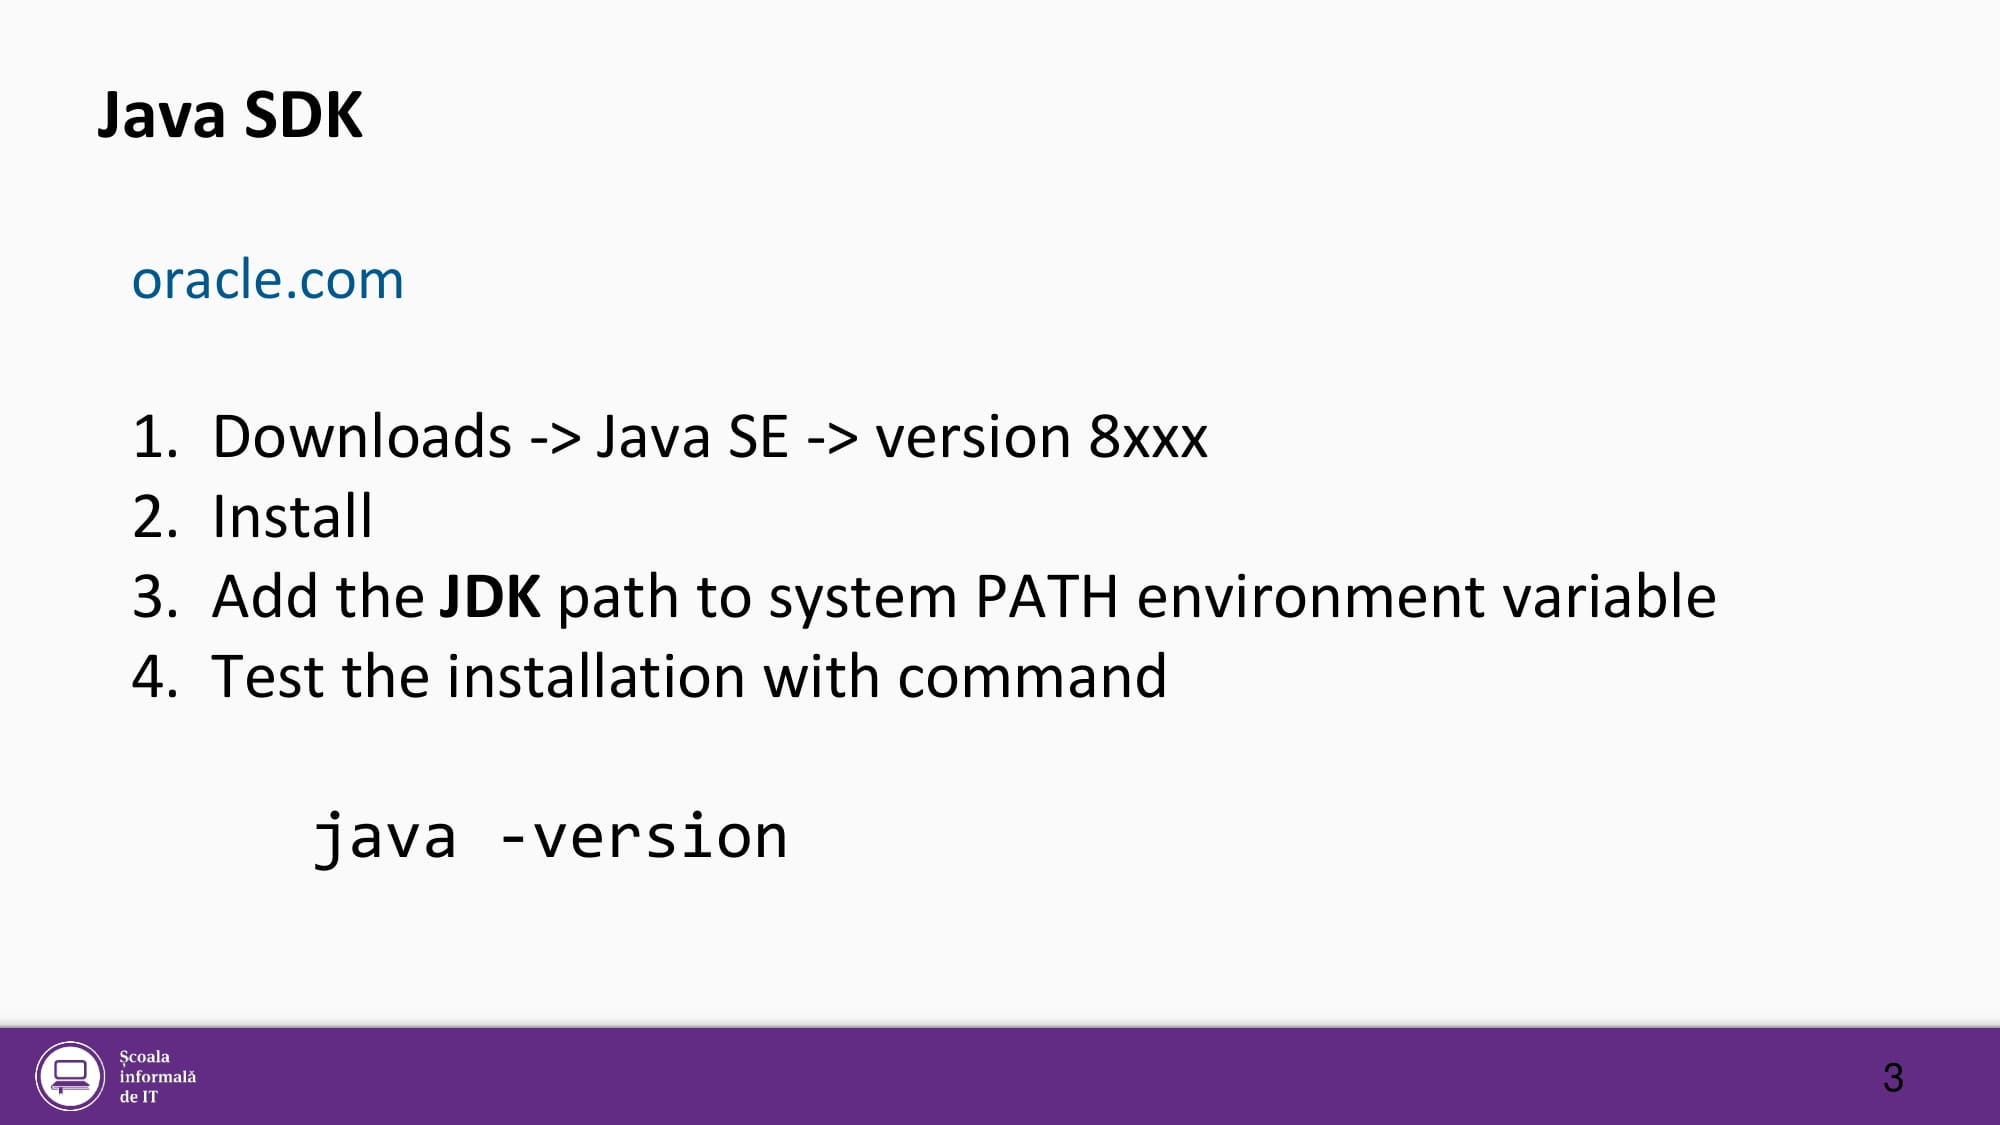 Java SDK
oracle.com
1. Downloads -> Java SE -> version 8xxx
2. Install
3. Add the JDK path to system PATH environment variable
4. Test the installation with command
java -version
Școala
informală
de IT
3